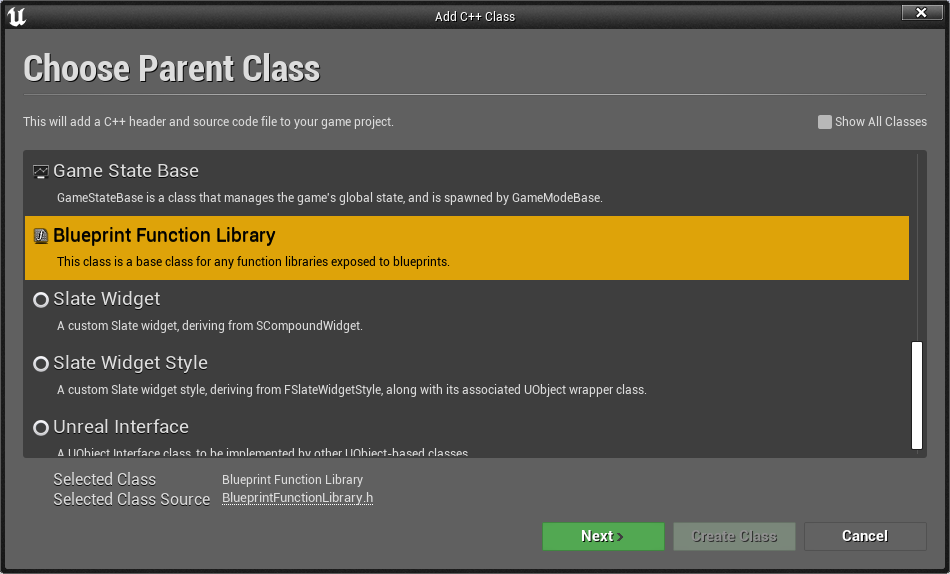 Add C++ Class
Choose Parent Class
This will add a C++ header and source code file to your game project.
Show All Classes
Game State Base
GameStateBase is a class that manages the game's global state, and is spawned by GameModeBase.
Blueprint Function Library
This class is a base class for any function libraries exposed to blueprints.
Slate Widget
A custom Slate widget, deriving from SCompoundWidget.
Slate Widget Style
A custom Slate widget style, deriving from FSlateWidgetStyle, along with its associated UObject wrapper class.
Unreal Interface
A UObject Interface class, to be implemented by other UObject-based classes.
Selected Class Blueprint Function Library
Selected Class Source BlueprintFunctionLibrary.h
Next >
Create Class
Cancel